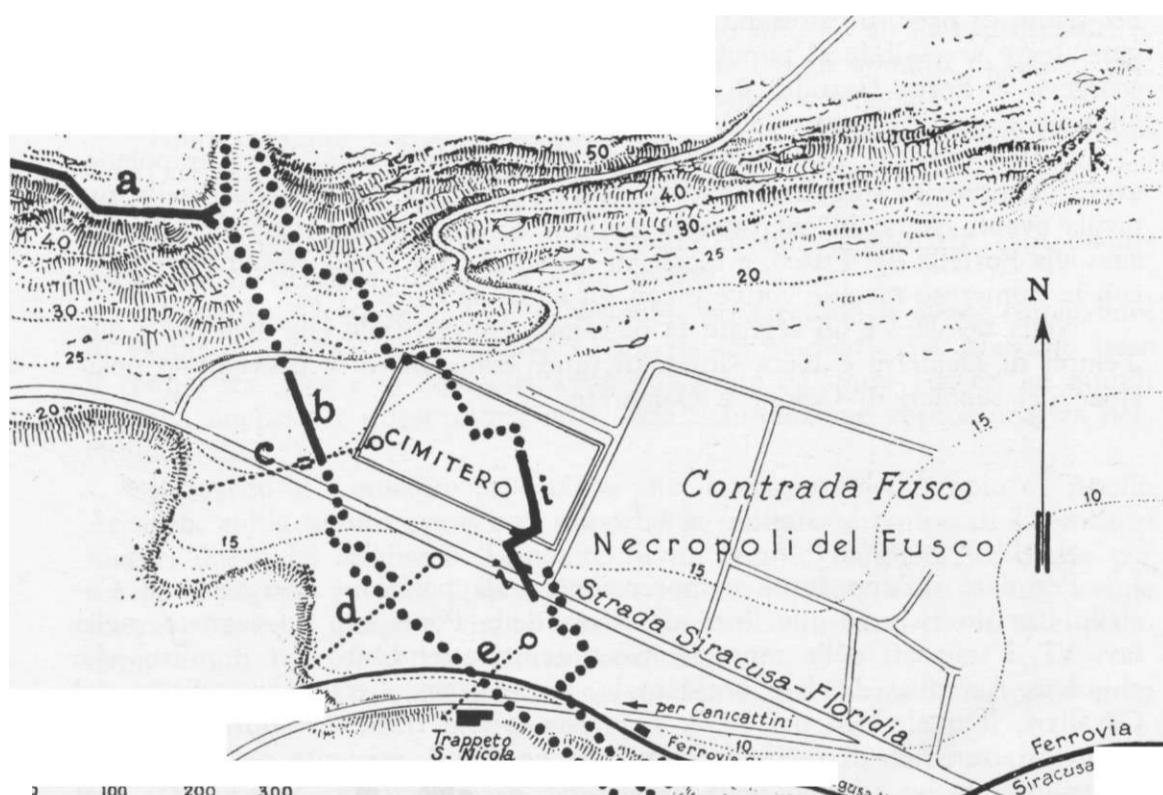 50
a
k
40
40
30
25
20
N
30
25
b
15
20
c
CIMITERO
Contrada Fusco
10
Necropoli del Fusco
15
15
d
e
Strada Siracusa-Floridia
per Canicattini
Trappeto
S. Nicola
Ferrovia
10
Ferrovia
Siracusa
0 100 200 300